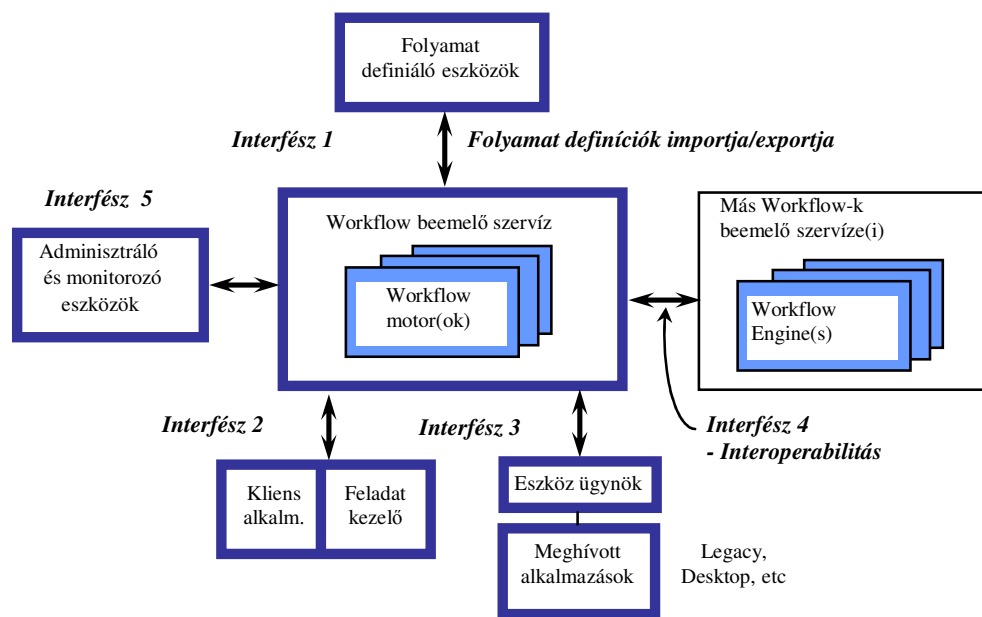 Folyamat
definiáló eszközök
Interfész 1
Folyamat definíciók importja/exportja
Interfész 5
Adminisztráló
és monitorozó
eszközök
Workflow beemelő szervíz
Workflow
motor(ok)
Más Workflow-k
beemelő szervíze(i)
Workflow
Engine(s)
Interfész 2
Interfész 3
Interfész 4
- Interoperabilitás
Kliens
alkalm.
Feladat
kezelő
Eszköz ügynök
Meghívott
alkalmazások
Legacy,
Desktop, etc